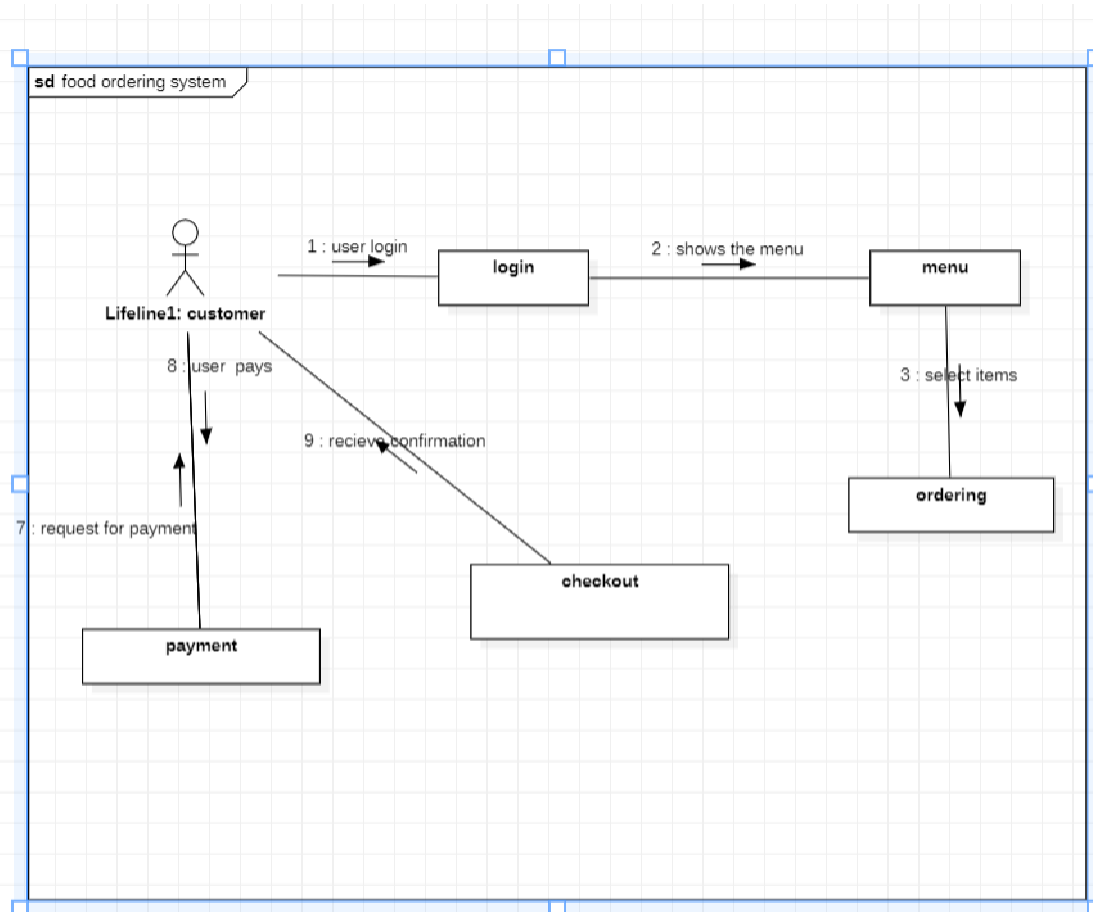 sd food ordering system
1 : user login
2 : shows the menu
login
menu
Lifeline1: customer
8 : user pays
3 : select items
9 : recieve confirmation
ordering
7 : request for payment
checkout
payment